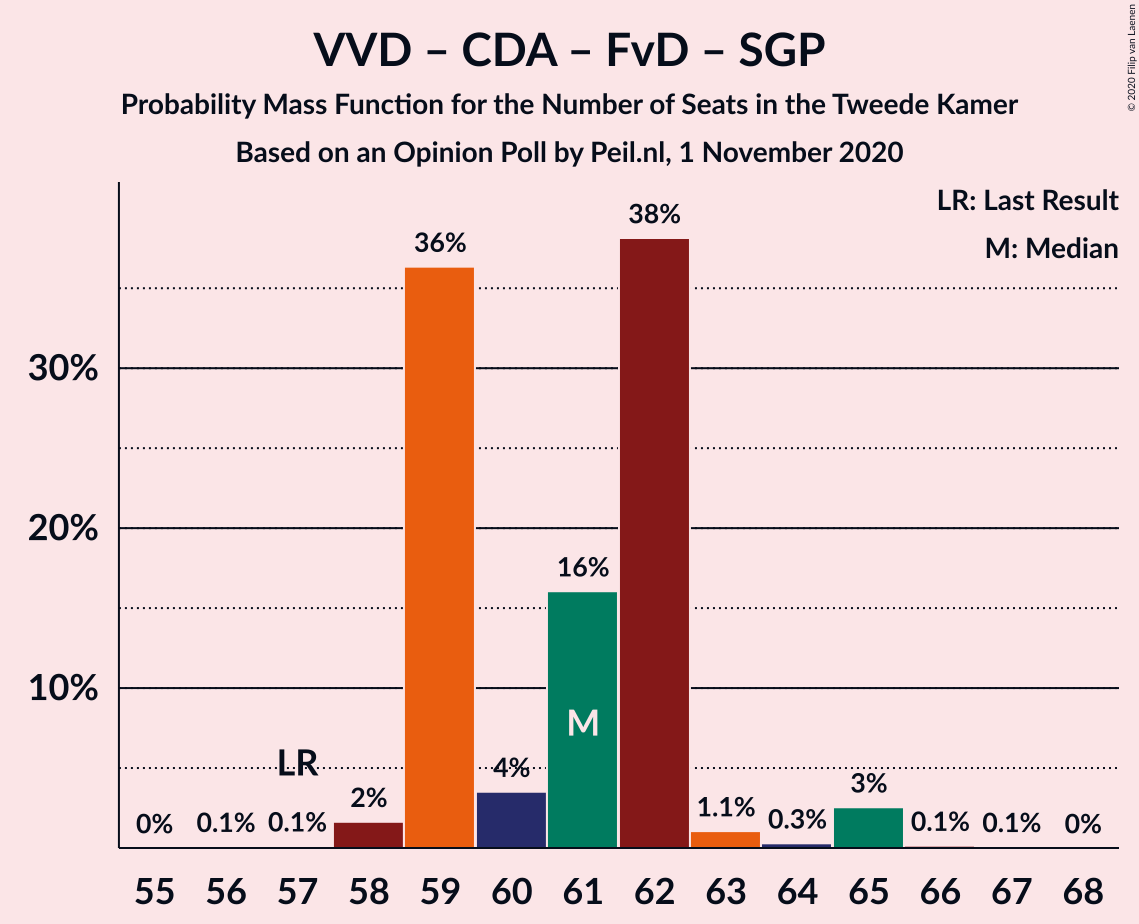 VVD – CDA – FvD – SGP
Probability Mass Function for the Number of Seats in the Tweede Kamer
Based on an Opinion Poll by Peil.nl, 1 November 2020
© 2020 Filip van Laenen
LR: Last Result
M: Median
30%
20%
10%
0%
0.1%
0.1%
LR
2%
36%
4%
16%
M
38%
1.1%
0.3%
3%
0.1%
0.1%
0%
55 56 57 58 59 60 61 62 63 64 65 66 67 68